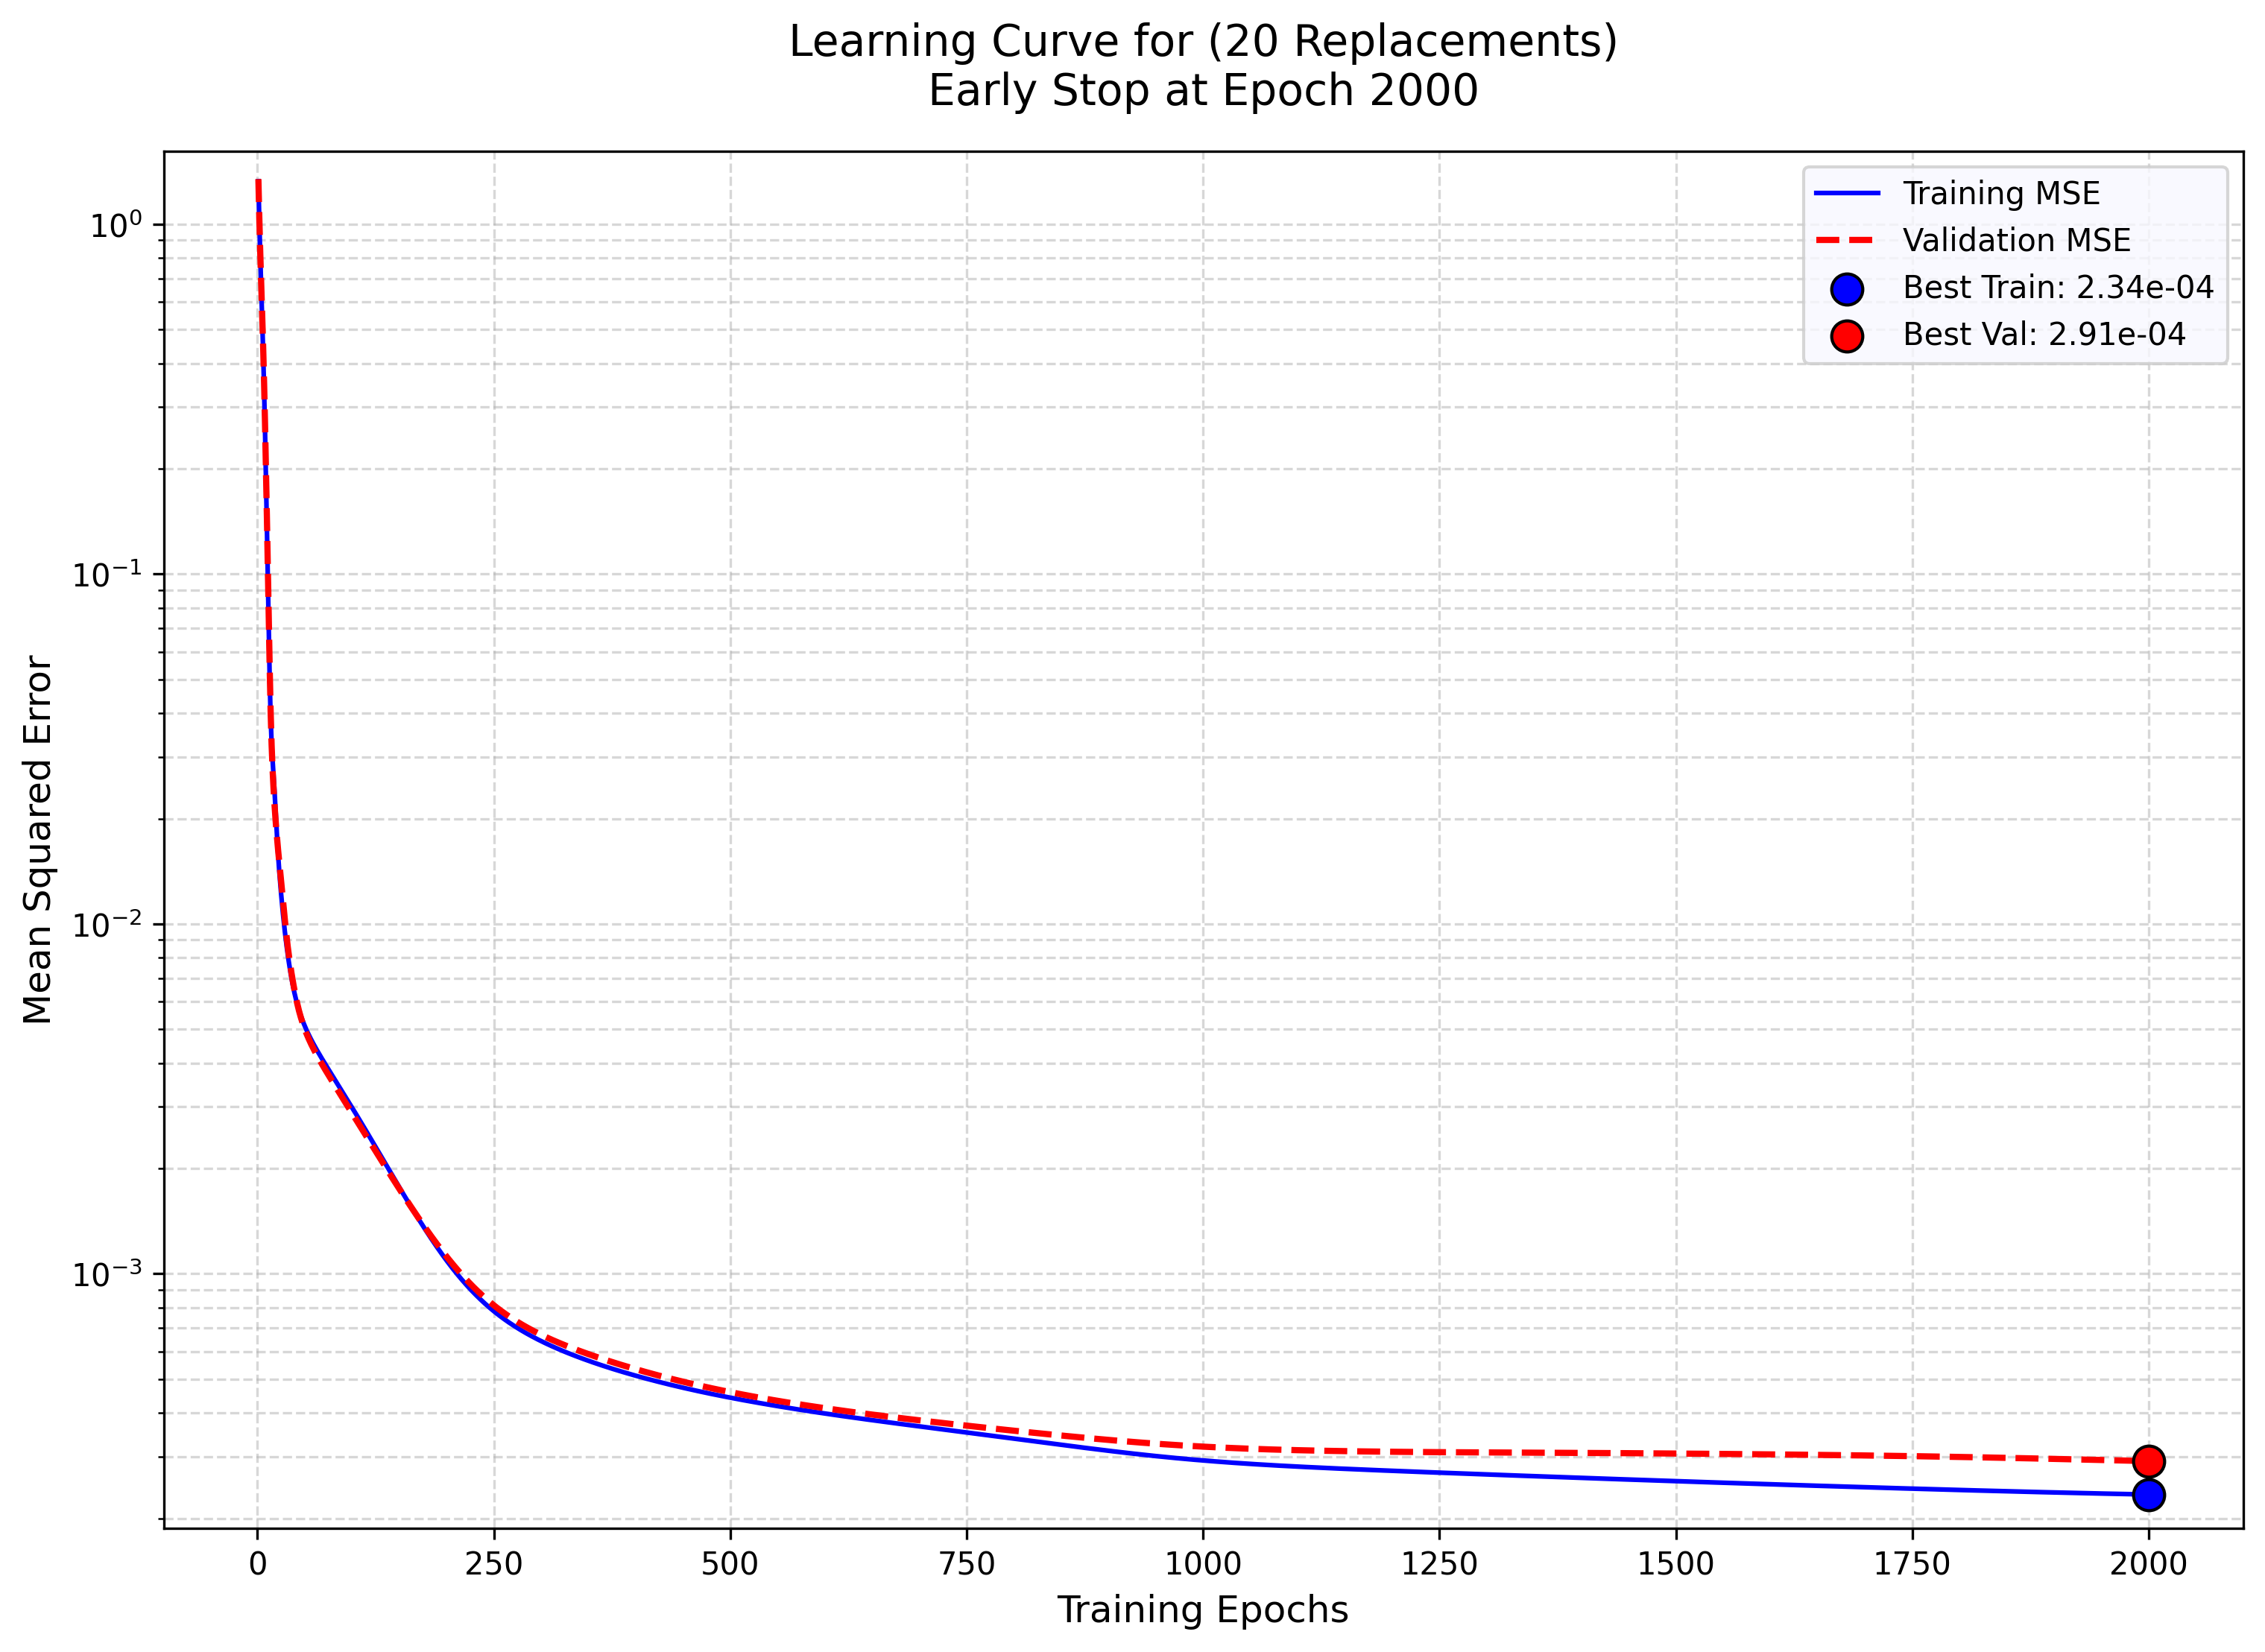 Learning Curve for (20 Replacements)
Early Stop at Epoch 2000
Training MSE
Validation MSE
Best Train: 2.34e-04
Best Val: 2.91e-04
Mean Squared Error
10⁰
10⁻¹
10⁻²
10⁻³
0 250 500 750 1000 1250 1500 1750 2000
Training Epochs